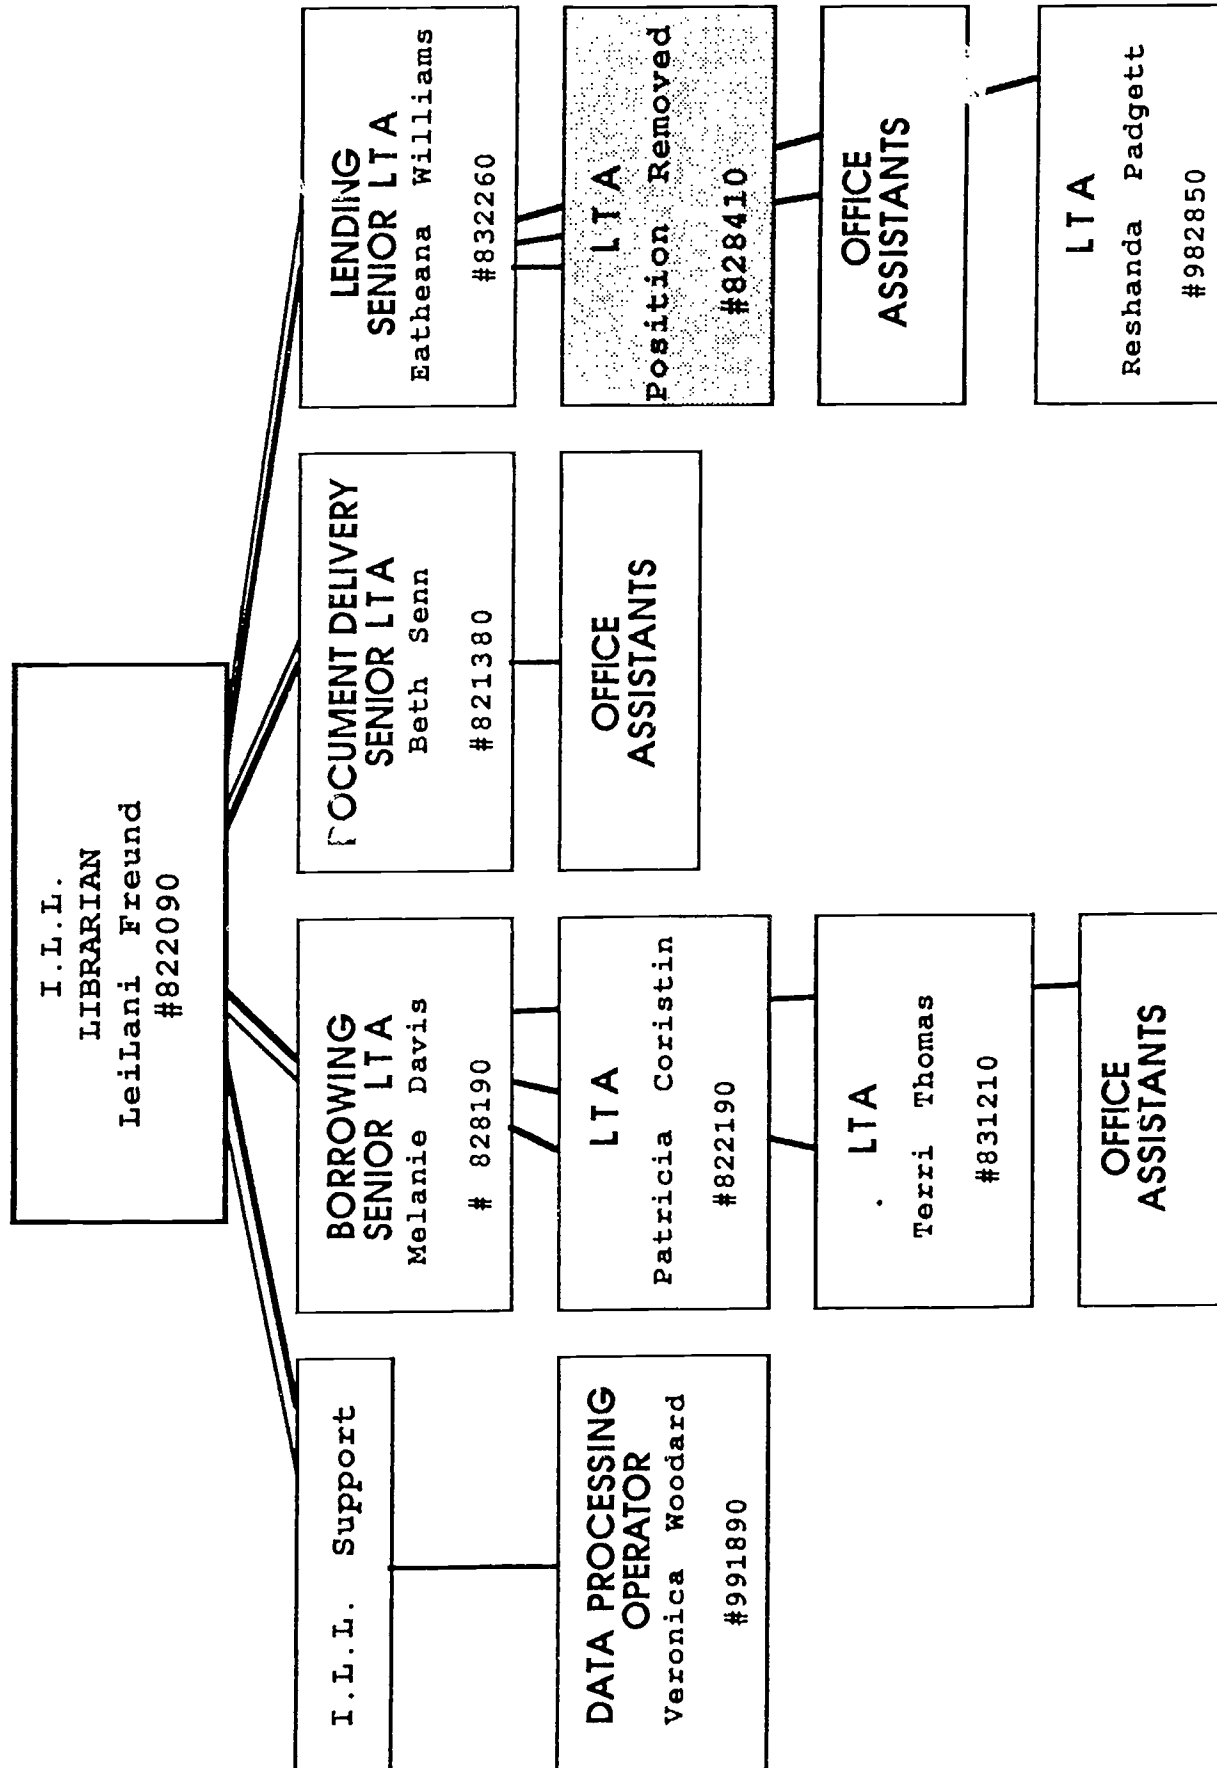 I.L.L.
LIBRARIAN
LeiLani Freund
#822090
I.L.L. Support
DATA PROCESSING
OPERATOR
Veronica Woodard
#991890
BORROWING
SENIOR LTA
Melanie Davis
# 828190
LTA
Patricia Coristin
#822190
LTA
Terri Thomas
#831210
OFFICE
ASSISTANTS
DOCUMENT DELIVERY
SENIOR LTA
Beth Senn
#821380
OFFICE
ASSISTANTS
LENDING
SENIOR LTA
Eatheana Williams
#832260
LTA
Position Removed
#828410
OFFICE
ASSISTANTS
LTA
Reshanda Padgett
#982850